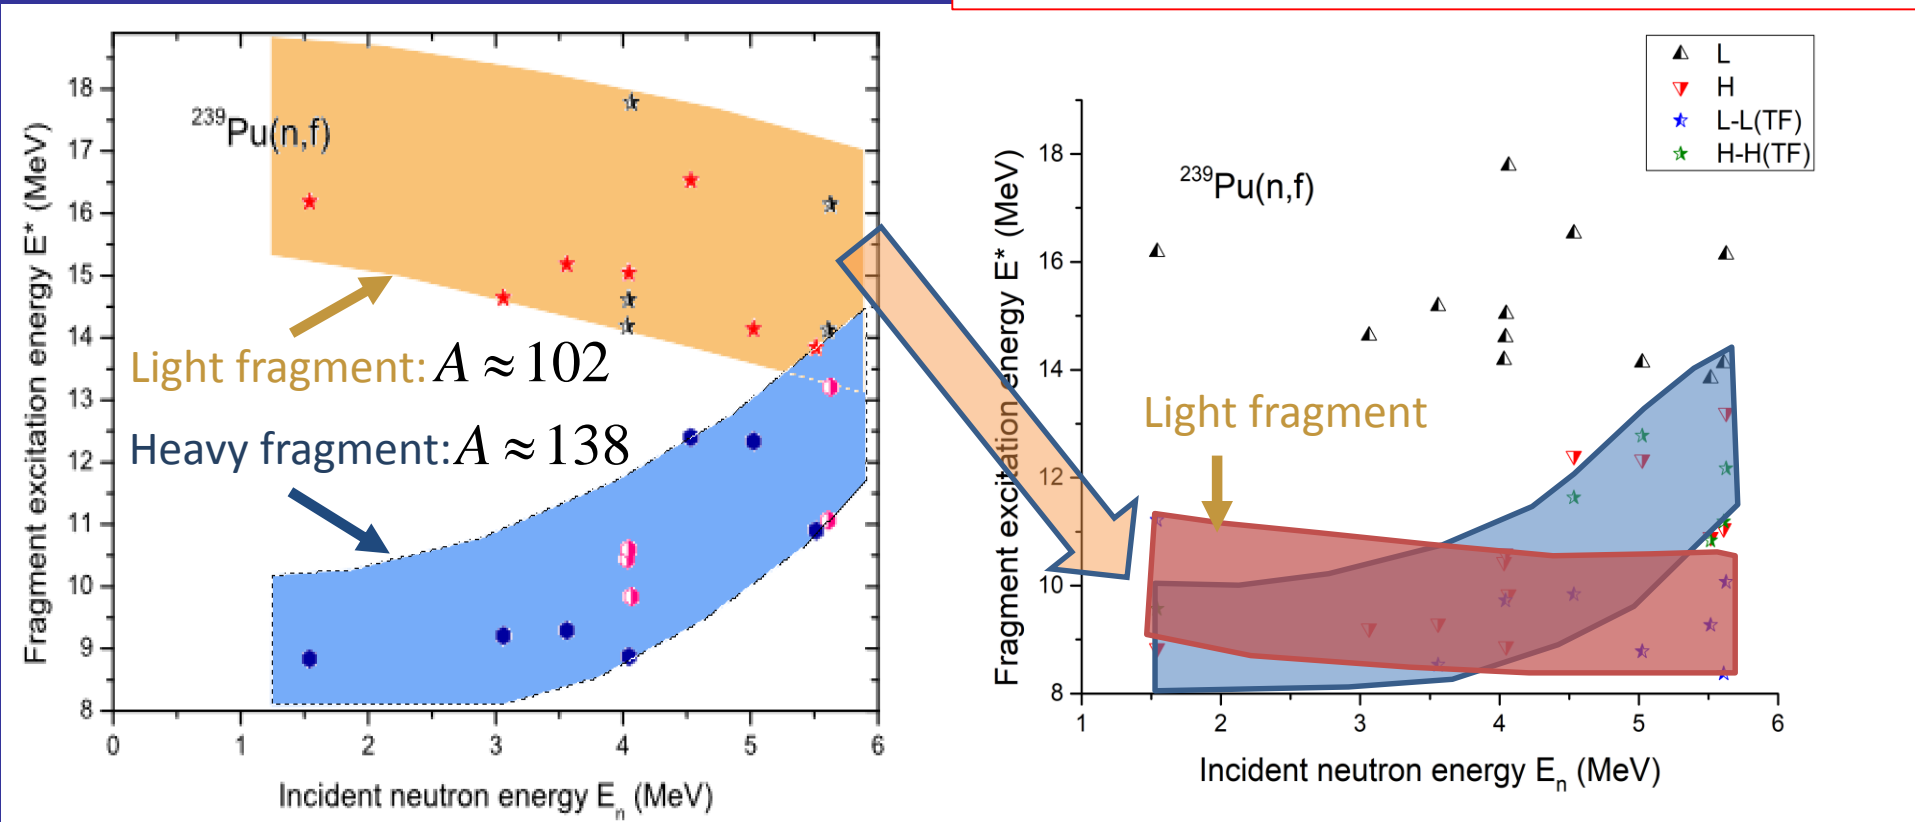 18
17
16
15
14
13
12
11
10
9
8
0
1
2
3
4
5
6
Fragment excitation energy E* (MeV)
Incident neutron energy Eₙ (MeV)
²³⁹Pu(n,f)
Light fragment: A ≈ 102
Heavy fragment: A ≈ 138
L
H
L-L(TF)
H-H(TF)
²³⁹Pu(n,f)
Light fragment
18
16
14
12
10
8
1
2
3
4
5
6
Fragment excitation energy E* (MeV)
Incident neutron energy Eₙ (MeV)